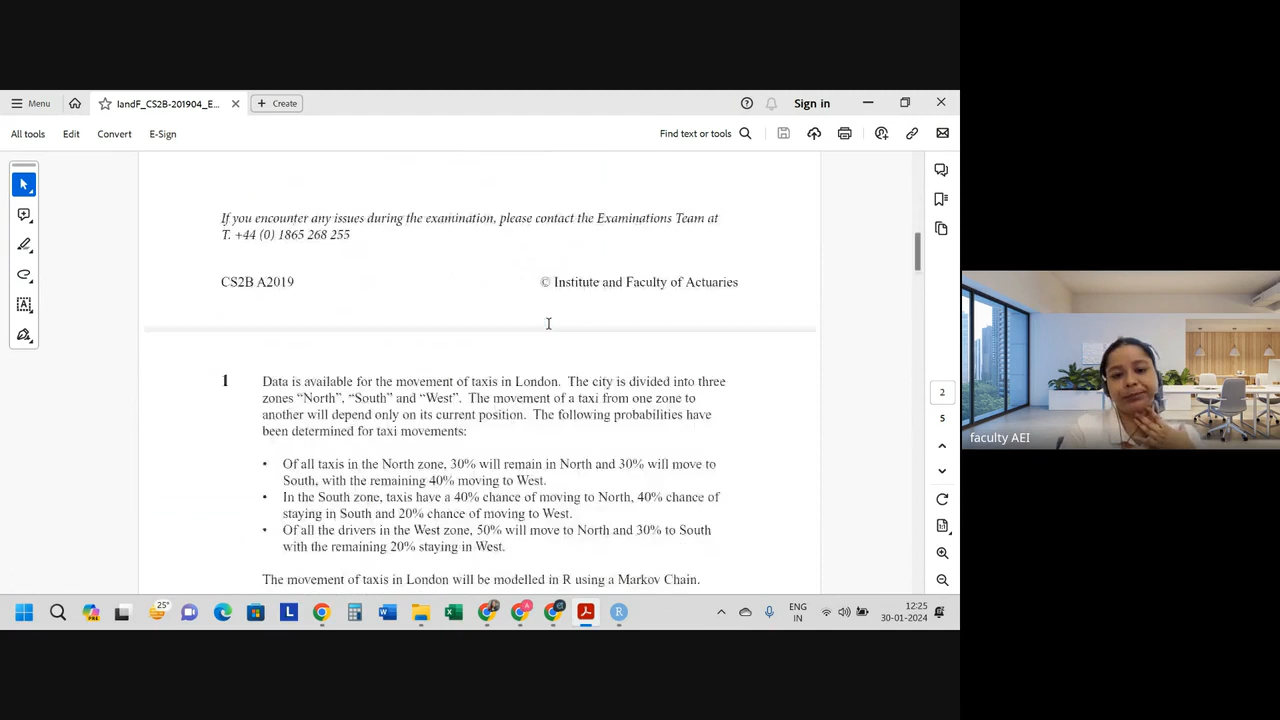 Menu
IandF_CS2B-201904_E...
Create
Sign in
All tools
Edit
Convert
E-Sign
Find text or tools
If you encounter any issues during the examination, please contact the Examinations Team at
T. +44 (0) 1865 268 255
CS2B A2019
© Institute and Faculty of Actuaries
1
Data is available for the movement of taxis in London. The city is divided into three
zones “North”, “South” and “West”. The movement of a taxi from one zone to
another will depend only on its current position. The following probabilities have
been determined for taxi movements:
• Of all taxis in the North zone, 30% will remain in North and 30% will move to
South, with the remaining 40% moving to West.
• In the South zone, taxis have a 40% chance of moving to North, 40% chance of
staying in South and 20% chance of moving to West.
• Of all the drivers in the West zone, 50% will move to North and 30% to South
with the remaining 20% staying in West.
The movement of taxis in London will be modelled in R using a Markov Chain.
2
5
faculty AEI
25°
ENG
IN
12:25
30-01-2024